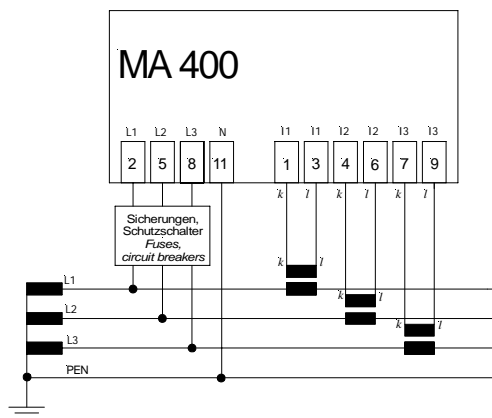 MA 400
L1 L2 L3 N I1 I1 I2 I2 I3 I3
2 5 8 11 1 3 4 6 7 9
k l k l k l
Sicherungen,
Schutzschalter
Fuses,
circuit breakers
k l
L1
k l
L2
k l
L3
PEN